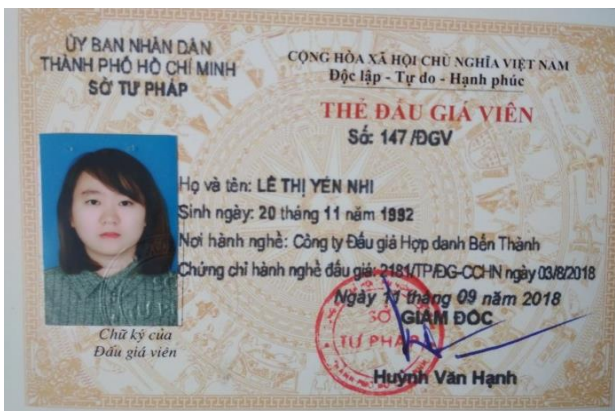 ỦY BAN NHÂN DÂN
THÀNH PHỐ HỒ CHÍ MINH
SỞ TƯ PHÁP
CỘNG HÒA XÃ HỘI CHỦ NGHĨA VIỆT NAM
Độc lập - Tự do - Hạnh phúc
THẺ ĐẤU GIÁ VIÊN
Số: 147 /ĐGV
Họ và tên: LÊ THỊ YẾN NHI
Sinh ngày: 20 tháng 11 năm 1992
Nơi hành nghề: Công ty Đấu giá Hợp danh Bến Thành
Chứng chỉ hành nghề đấu giá: 2181/TP/ĐG-CCHN ngày 03/8/2018
Ngày 11 tháng 09 năm 2018
GIÁM ĐỐC
SỞ
TƯ PHÁP
Chữ ký của
Đấu giá viên
Huỳnh Văn Hạnh